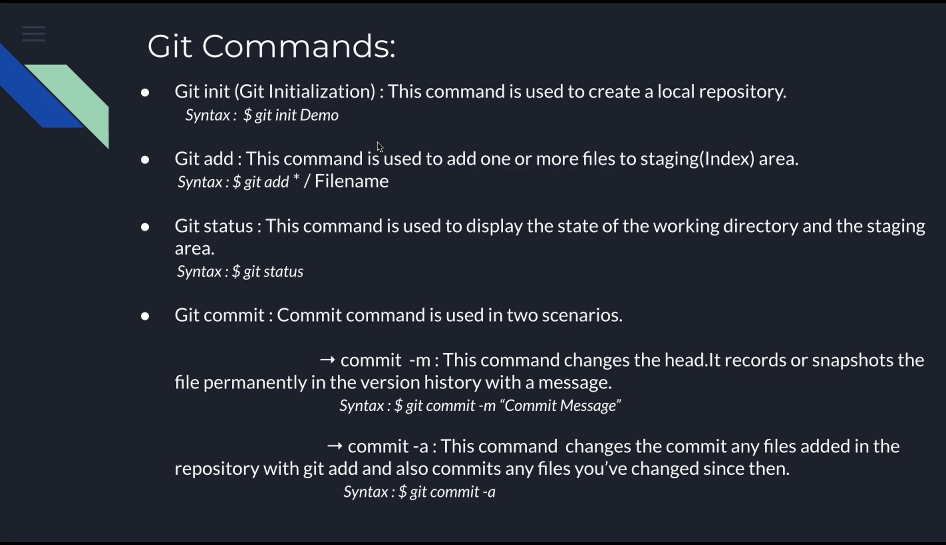 Git Commands:
● Git init (Git Initialization) : This command is used to create a local repository.
Syntax : $ git init Demo
● Git add : This command is used to add one or more files to staging(Index) area.
Syntax : $ git add * / Filename
● Git status : This command is used to display the state of the working directory and the staging
area.
Syntax : $ git status
● Git commit : Commit command is used in two scenarios.
→ commit -m : This command changes the head.It records or snapshots the
file permanently in the version history with a message.
Syntax : $ git commit -m “Commit Message”
→ commit -a : This command changes the commit any files added in the
repository with git add and also commits any files you’ve changed since then.
Syntax : $ git commit -a